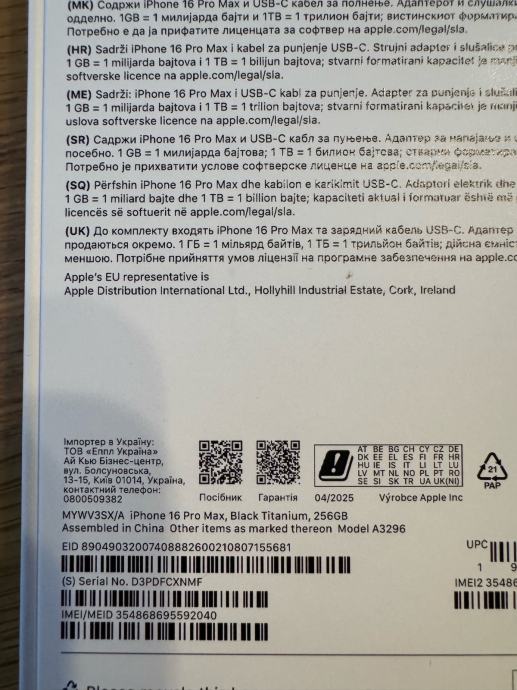 (MK) Содржи iPhone 16 Pro Max и USB-C кабел за полнење. Адаптерот и слушалки
одделно. 1GB = 1 милијарда бајти и 1TB = 1 трилион бајти; вистинскиот форматира
Потребно е да ја прифатите лиценцата за софтвер на apple.com/legal/sla.
(HR) Sadrži iPhone 16 Pro Max i kabel za punjenje USB-C. Strujni adapter i slušalice pr
1 GB = 1 milijarda bajtova i 1 TB = 1 bilijun bajtova; stvarni formatirani kapacitet je manji
softverske licence na apple.com/legal/sla.
(ME) Sadrži: iPhone 16 Pro Max i USB-C kabl za punjenje. Adapter za punjenje i slušali
1 GB = 1 milijarda bajtova i 1 TB = 1 trilion bajtova; stvarni formatirani kapacitet je manj
uslova softverske licence na apple.com/legal/sla.
(SR) Садржи iPhone 16 Pro Max и USB-C кабл за пуњење. Адаптер за напајање и
посебно. 1 GB = 1 милијарда бајтова; 1 TB = 1 билион бајтова; стварни форматира
Потребно је прихватити услове софтверске лиценце на apple.com/legal/sla.
(SQ) Përfshin iPhone 16 Pro Max dhe kabllon e karikimit USB-C. Adaptori elektrik dhe
1 GB = 1 miliard bajte dhe 1 TB = 1 billion bajte; kapaciteti aktual i formatuar është më
licencës së softuerit në apple.com/legal/sla.
(UK) До комплекту входять iPhone 16 Pro Max та зарядний кабель USB-C. Адаптер
продаються окремо. 1 ГБ = 1 мільярд байтів, 1 ТБ = 1 трильйон байтів; дійсна ємніс
меншою. Потрібне прийняття умов ліцензії на програмне забезпечення на apple.co
Apple's EU representative is
Apple Distribution International Ltd., Hollyhill Industrial Estate, Cork, Ireland
Імпортер в Україну:
ТОВ «Еппл Україна»
Ай Кью Бізнес-центр,
вул. Болсуновська,
13-15, Київ 01014, Україна,
контактний телефон:
0800509382
Посібник
Гарантія
AT BE BG CH CY CZ DE
DK EE EL ES FI FR HR
HU IE IS IT LI LT LU
LV MT NL NO PL PT RO
SE SI SK TR UA UK(NI)
04/2025
Výrobce Apple Inc
21
PAP
MYWV3SX/A iPhone 16 Pro Max, Black Titanium, 256GB
Assembled in China Other items as marked thereon Model A3296
EID 89049032007408882600210807155681
UPC
1 9
(S) Serial No. D3PDFCXNMF
IMEI2 35486
IMEI/MEID 354868695592040
Please recycle this